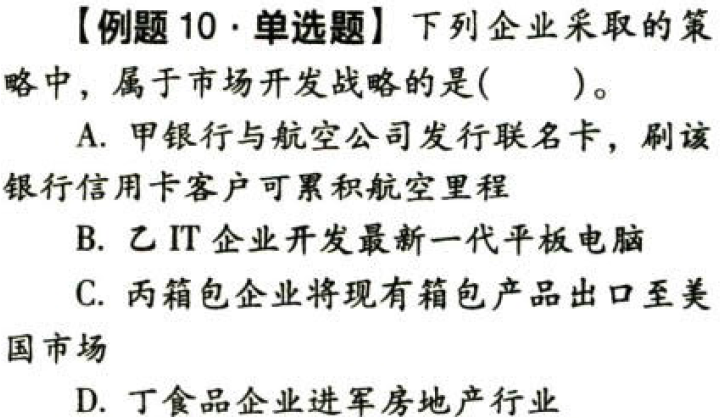 【例题 10 · 单选题】下列企业采取的策
略中，属于市场开发战略的是(　　)。
A. 甲银行与航空公司发行联名卡，刷该
银行信用卡客户可累积航空里程
B. 乙 IT 企业开发最新一代平板电脑
C. 丙箱包企业将现有箱包产品出口至美
国市场
D. 丁食品企业进军房地产行业